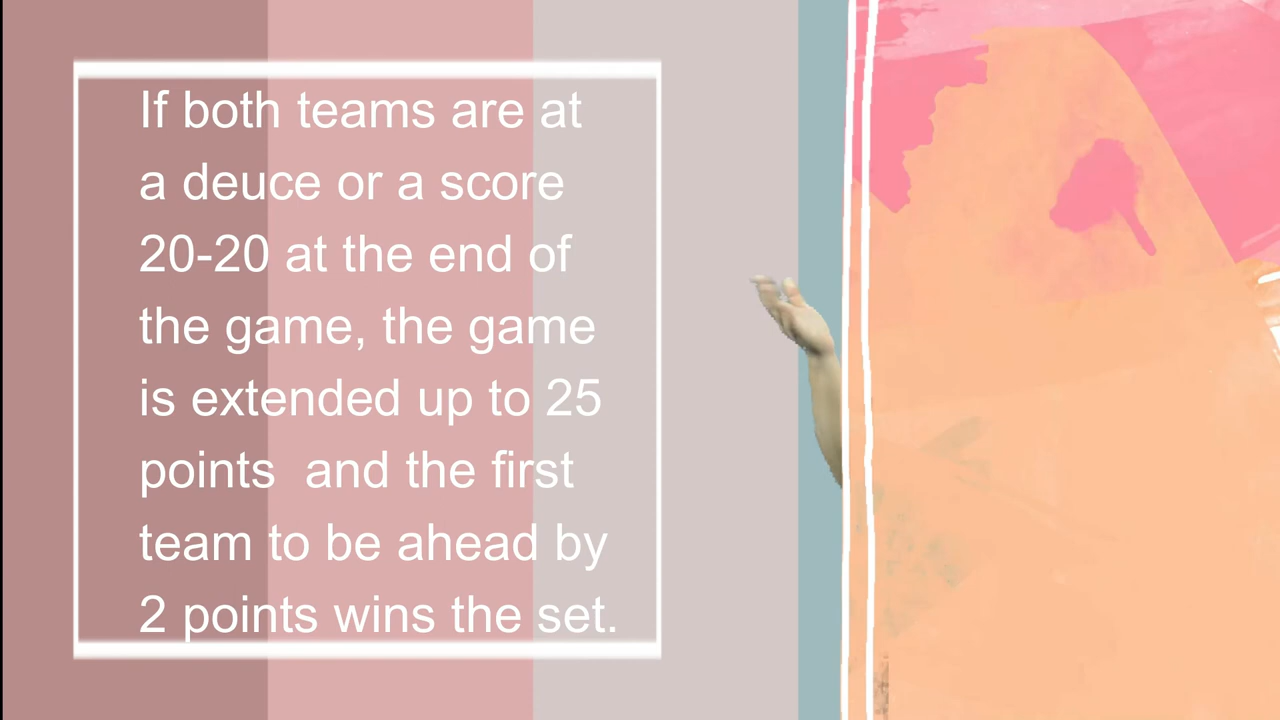 If both teams are at
a deuce or a score
20-20 at the end of
the game, the game
is extended up to 25
points  and the first
team to be ahead by
2 points wins the set.